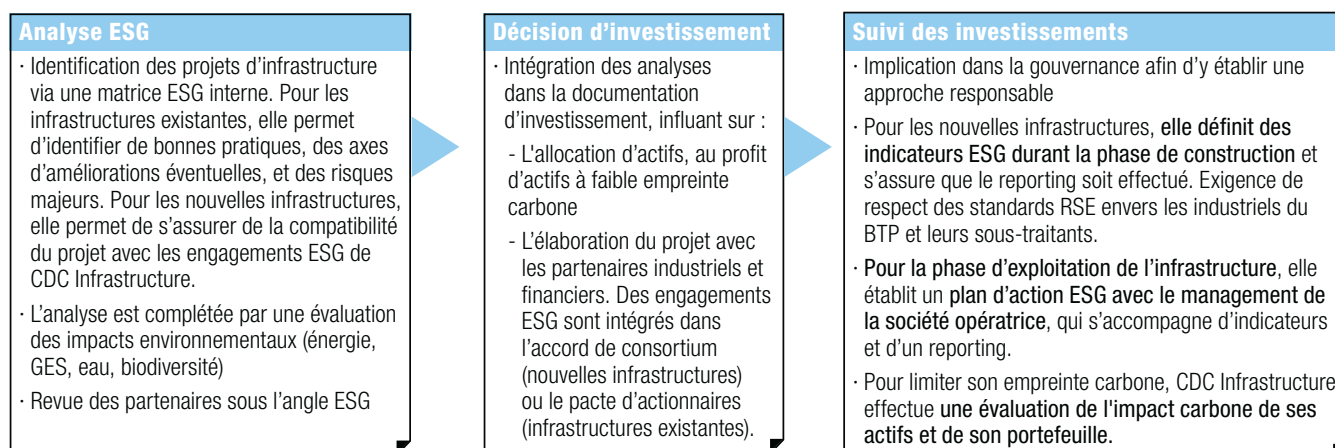 Analyse ESG
· Identification des projets d’infrastructure
via une matrice ESG interne. Pour les
infrastructures existantes, elle permet
d’identifier de bonnes pratiques, des axes
d’améliorations éventuelles, et des risques
majeurs. Pour les nouvelles infrastructures,
elle permet de s’assurer de la compatibilité
du projet avec les engagements ESG de
CDC Infrastructure.
· L’analyse est complétée par une évaluation
des impacts environnementaux (énergie,
GES, eau, biodiversité)
· Revue des partenaires sous l’angle ESG
Décision d’investissement
· Intégration des analyses
dans la documentation
d’investissement, influant sur :
- L'allocation d’actifs, au profit
d’actifs à faible empreinte
carbone
- L’élaboration du projet avec
les partenaires industriels et
financiers. Des engagements
ESG sont intégrés dans
l’accord de consortium
(nouvelles infrastructures)
ou le pacte d’actionnaires
(infrastructures existantes).
Suivi des investissements
· Implication dans la gouvernance afin d’y établir une
approche responsable
· Pour les nouvelles infrastructures, elle définit des
indicateurs ESG durant la phase de construction et
s’assure que le reporting soit effectué. Exigence de
respect des standards RSE envers les industriels du
BTP et leurs sous-traitants.
· Pour la phase d’exploitation de l’infrastructure, elle
établit un plan d’action ESG avec le management de
la société opératrice, qui s’accompagne d’indicateurs
et d’un reporting.
· Pour limiter son empreinte carbone, CDC Infrastructure
effectue une évaluation de l'impact carbone de ses
actifs et de son portefeuille.